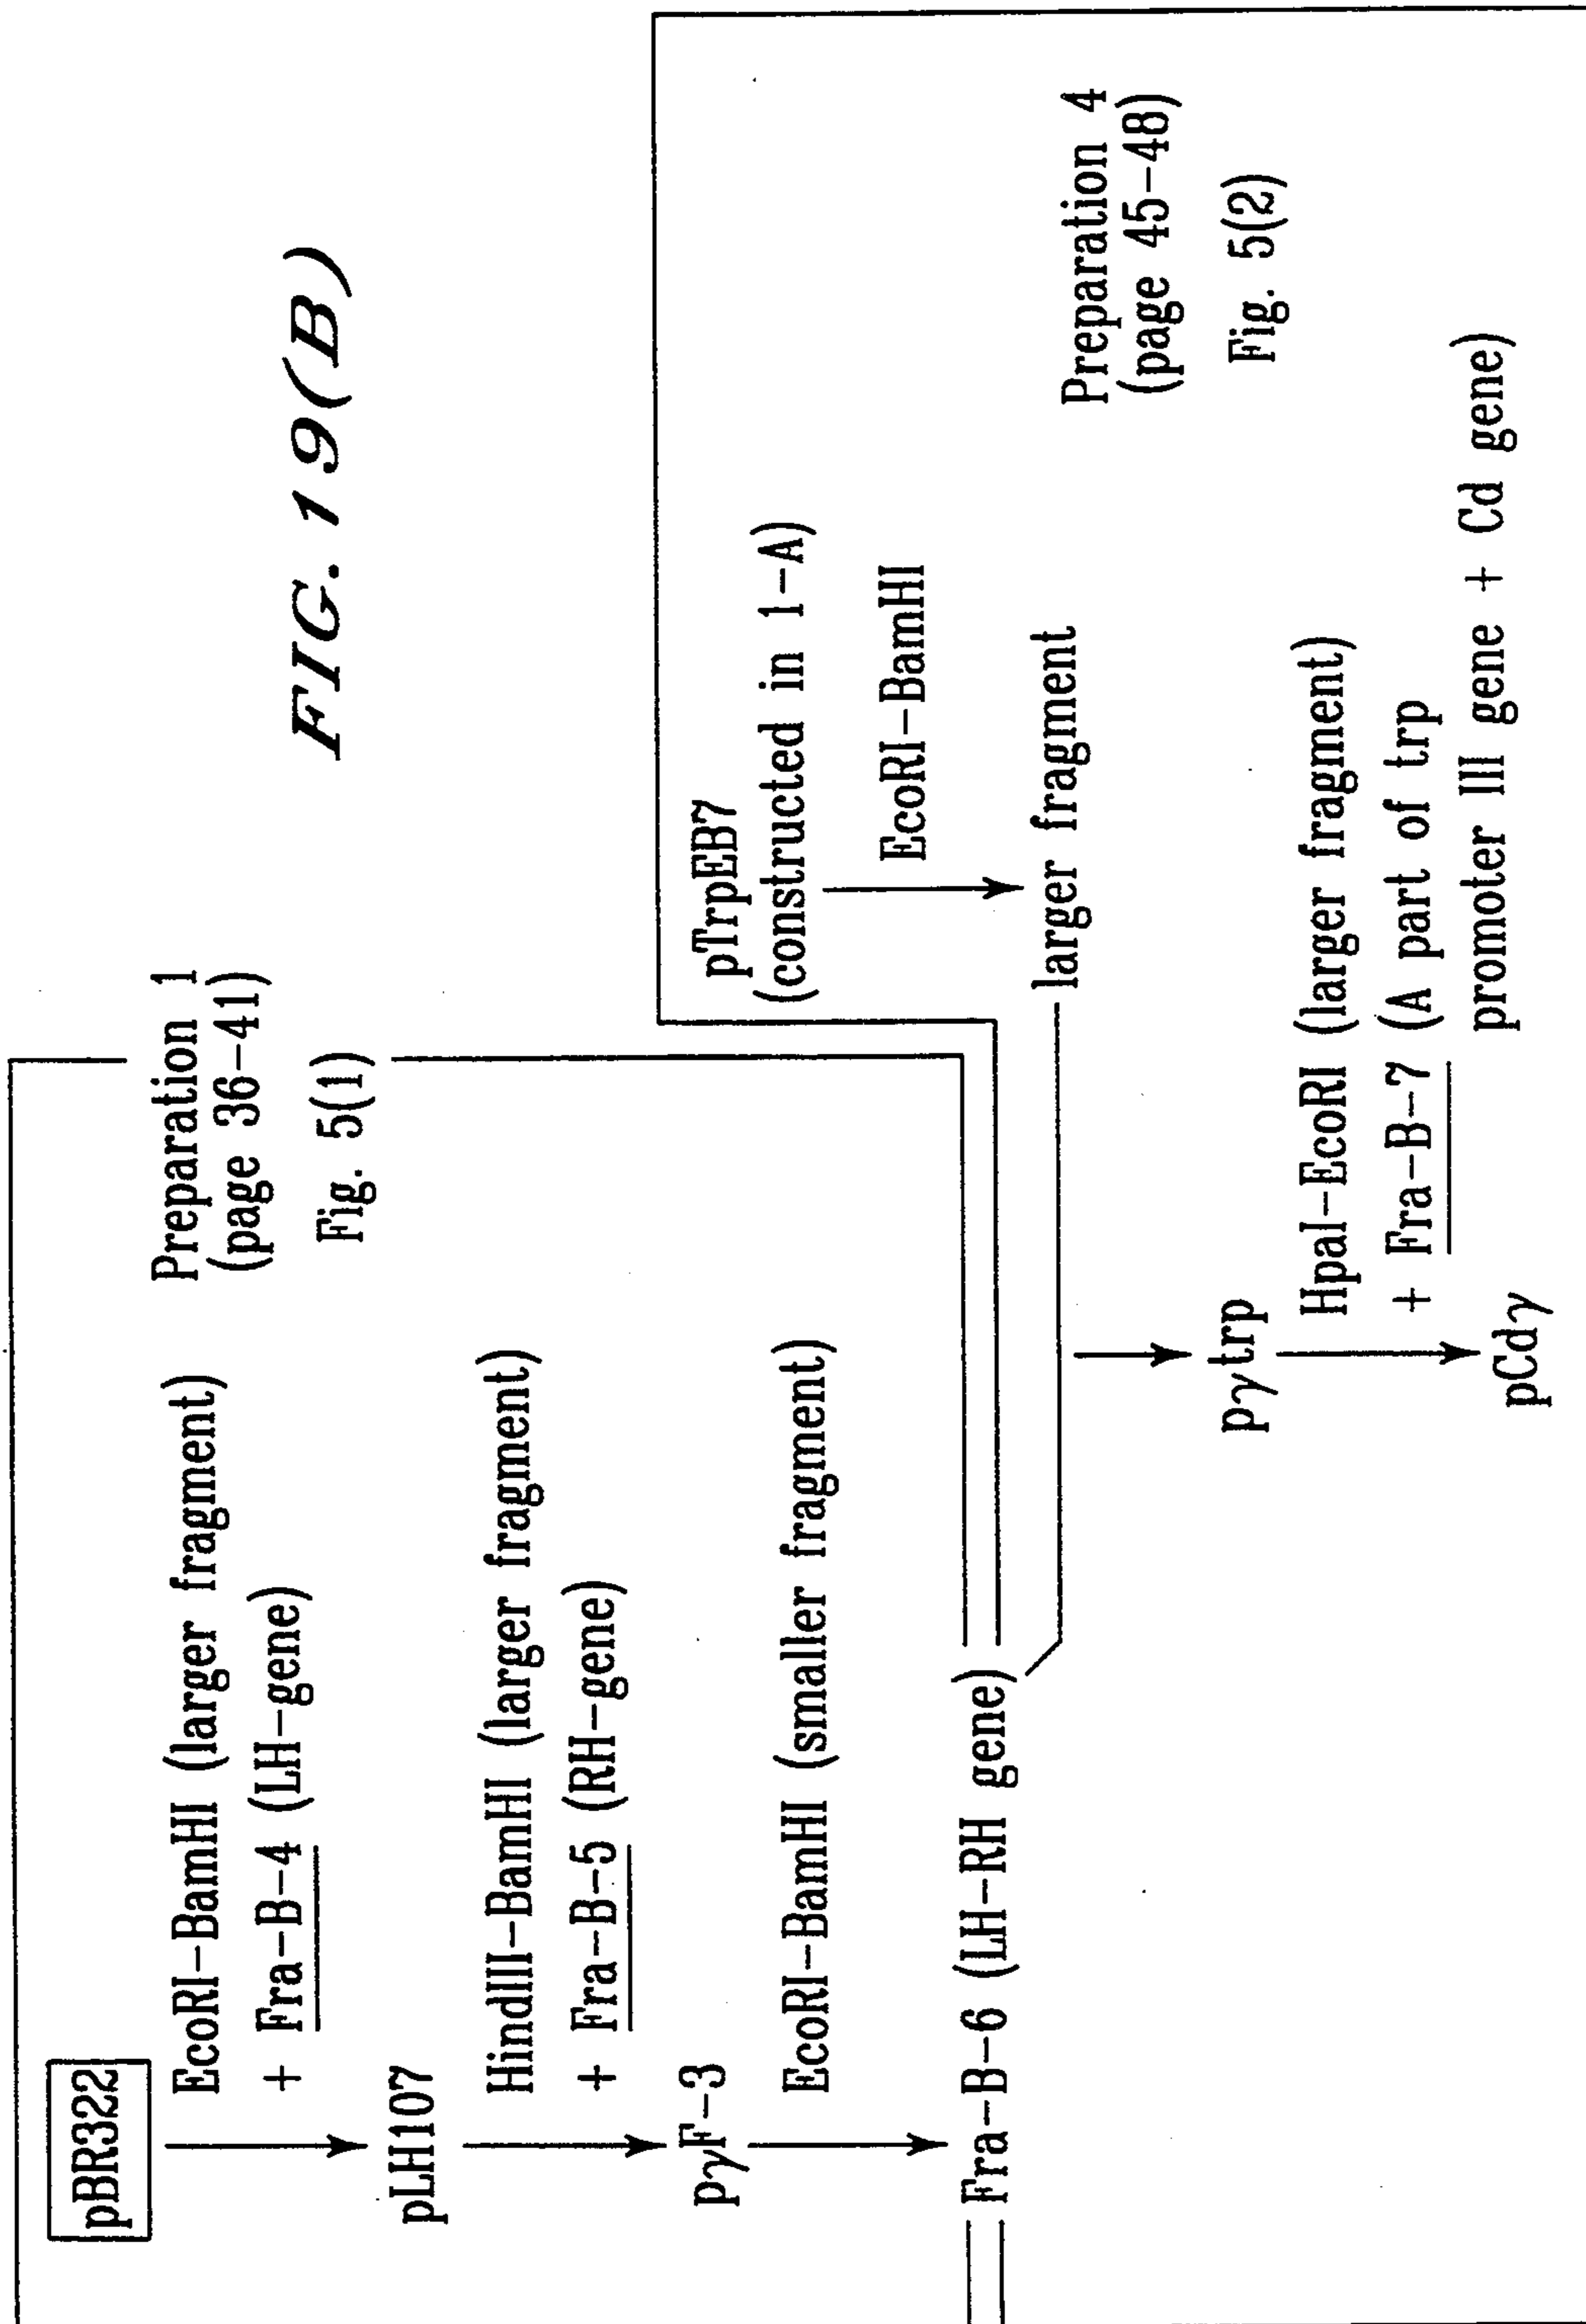 FIG. 19(B)
pBR322
EcoRI-BamHI (larger fragment)
+ Fra-B-4 (LH-gene)
Preparation 1
(page 36-41)
Fig. 5(1)
pLH107
HindIII-BamHI (larger fragment)
+ Fra-B-5 (RH-gene)
pγF-3
EcoRI-BamHI (smaller fragment)
Fra-B-6 (LH-RH gene)
pTrpEB7
(constructed in 1-A)
EcoRI-BamHI
larger fragment
Preparation 4
(page 45-48)
Fig. 5(2)
pγtrp
HpaI-EcoRI (larger fragment)
+ Fra-B-7 (A part of trp
promoter III gene + Cd gene)
pCdγ